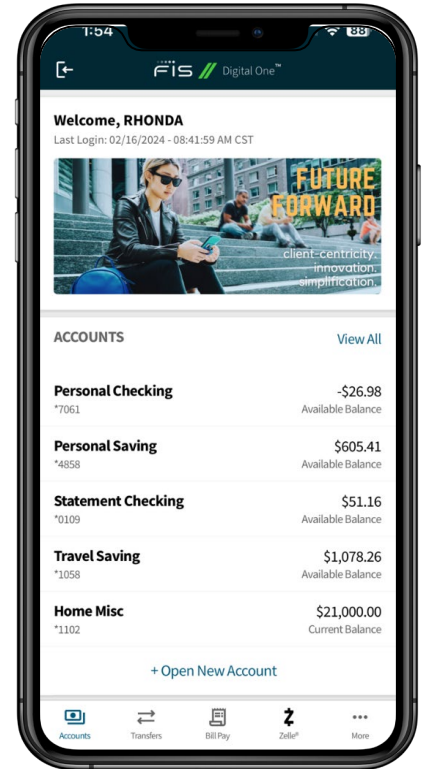 1:54
88
FIS Digital One™
Welcome, RHONDA
Last Login: 02/16/2024 - 08:41:59 AM CST
FUTURE
FORWARD
client-centricity.
innovation.
simplification.
ACCOUNTS View All
Personal Checking -$26.98
*7061 Available Balance
Personal Saving $605.41
*4858 Available Balance
Statement Checking $51.16
*0109 Available Balance
Travel Saving $1,078.26
*1058 Available Balance
Home Misc $21,000.00
*1102 Current Balance
+ Open New Account
Accounts Transfers Bill Pay Zelle® More